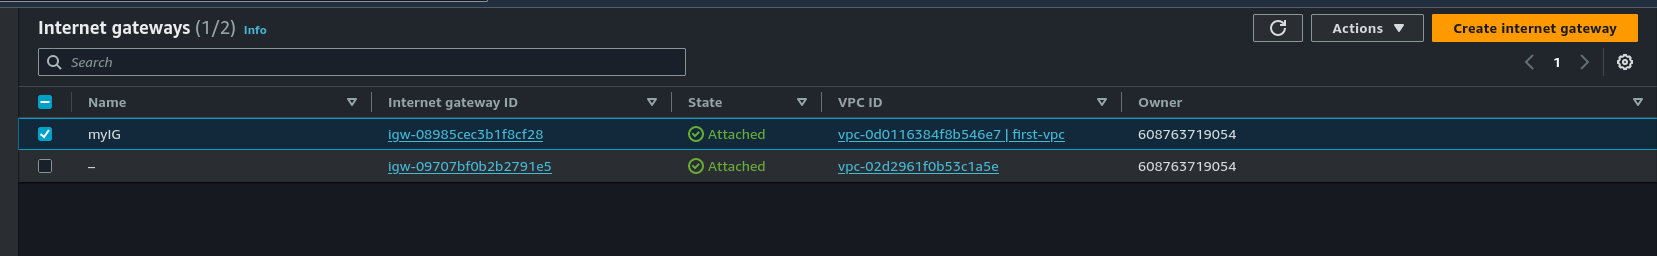 Internet gateways (1/2) Info
Actions
Create internet gateway
Search
1
Name Internet gateway ID State VPC ID Owner
myIG igw-08985cec3b1f8cf28 Attached vpc-0d0116384f8b546e7 | first-vpc 608763719054
– igw-09707bf0b2b2791e5 Attached vpc-02d2961f0b53c1a5e 608763719054